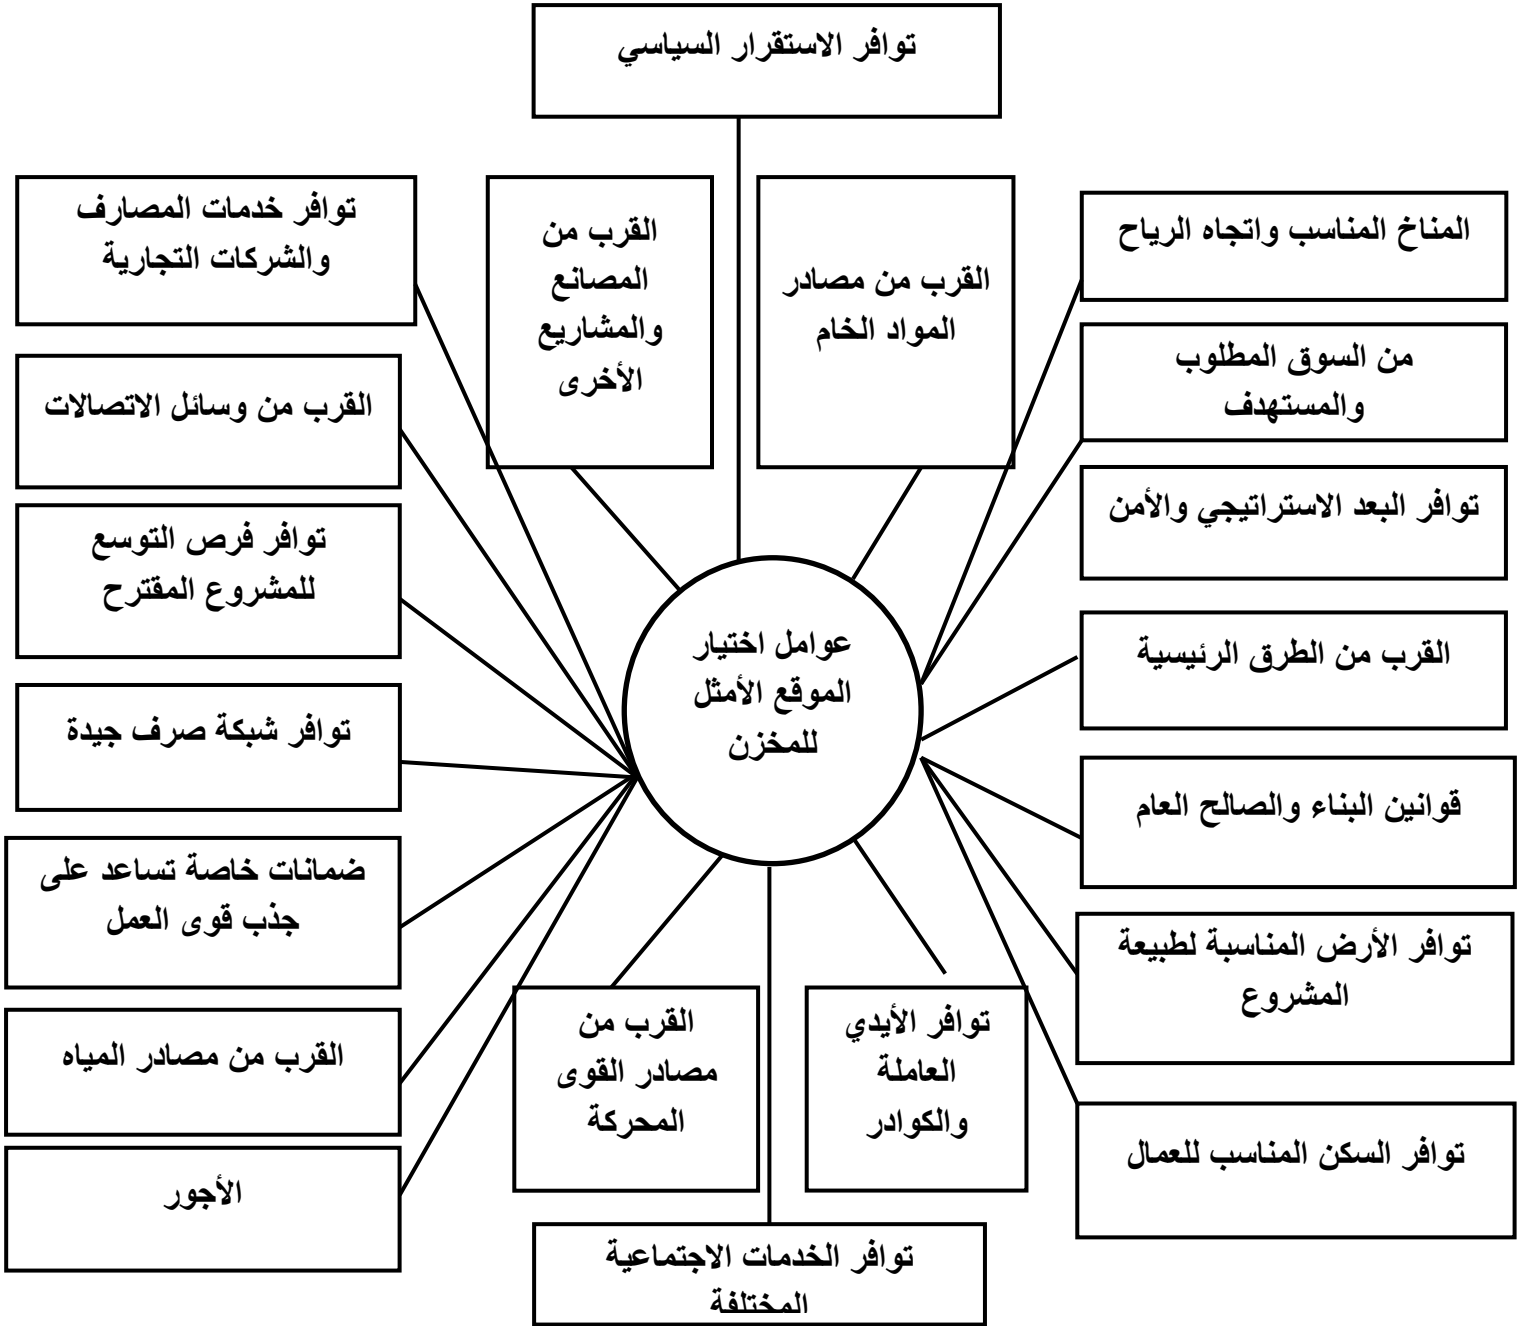 توافر الاستقرار السياسي
المناخ المناسب واتجاه الرياح
من السوق المطلوب
والمستهدف
توافر البعد الاستراتيجي والأمن
القرب من الطرق الرئيسية
قوانين البناء والصالح العام
توافر الأرض المناسبة لطبيعة
المشروع
توافر السكن المناسب للعمال
القرب من مصادر
المواد الخام
القرب من
المصانع
والمشاريع
الأخرى
عوامل اختيار
الموقع الأمثل
للمخزن
توافر الأيدي
العاملة
والكوادر
القرب من
مصادر القوى
المحركة
توافر خدمات المصارف
والشركات التجارية
القرب من وسائل الاتصالات
توافر فرص التوسع
للمشروع المقترح
توافر شبكة صرف جيدة
ضمانات خاصة تساعد على
جذب قوى العمل
القرب من مصادر المياه
الأجور
توافر الخدمات الاجتماعية
المختلفة